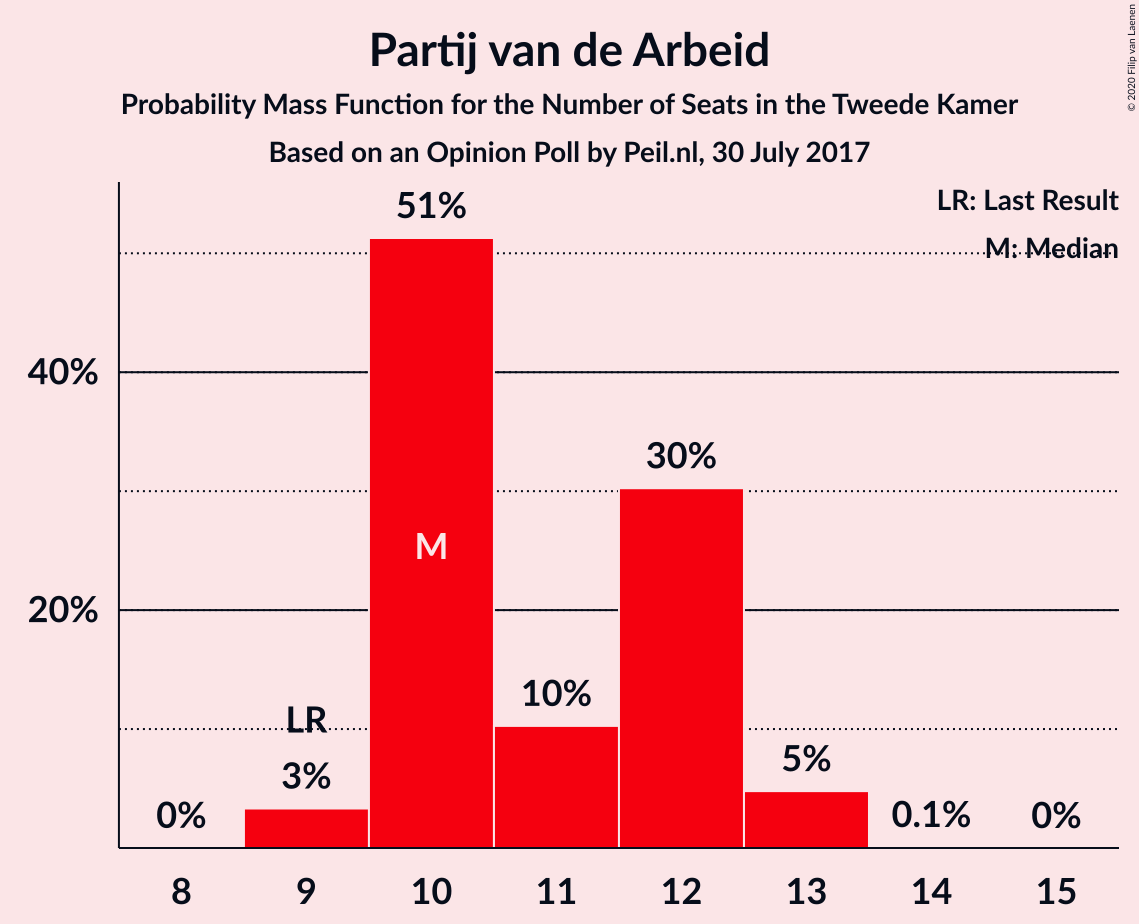 Partij van de Arbeid
Probability Mass Function for the Number of Seats in the Tweede Kamer
Based on an Opinion Poll by Peil.nl, 30 July 2017
© 2020 Filip van Laenen
LR: Last Result
M: Median
51%
40%
30%
M
20%
10%
LR
5%
3%
0%
0.1%
0%
8 9 10 11 12 13 14 15